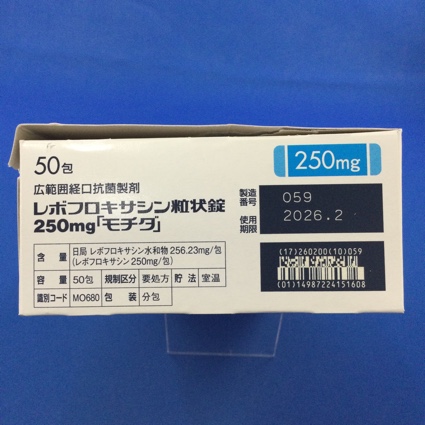 50包
250mg
広範囲経口抗菌製剤
レボフロキサシン粒状錠
250mg「モチダ」
製造番号 059
使用期限 2026.2
含量 日局 レボフロキサシン水和物 256.23mg/包
(レボフロキサシン 250mg/包)
容量 50包 規制区分 要処方 貯法 室温
識別コード MO680 包装 分包
(17)260200(10)059
(01)14987224151608